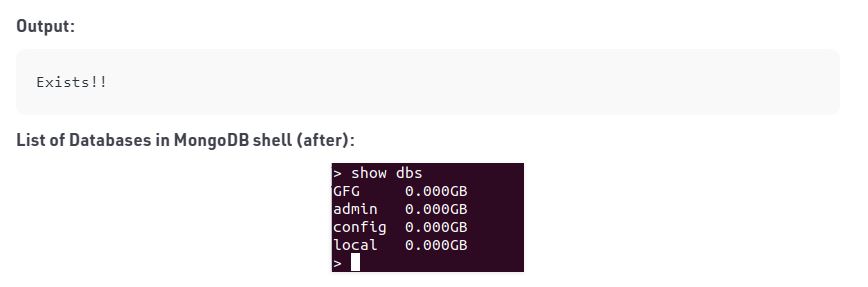 Output:
Exists!!
List of Databases in MongoDB shell (after):
> show dbs
GFG     0.000GB
admin   0.000GB
config  0.000GB
local   0.000GB
>